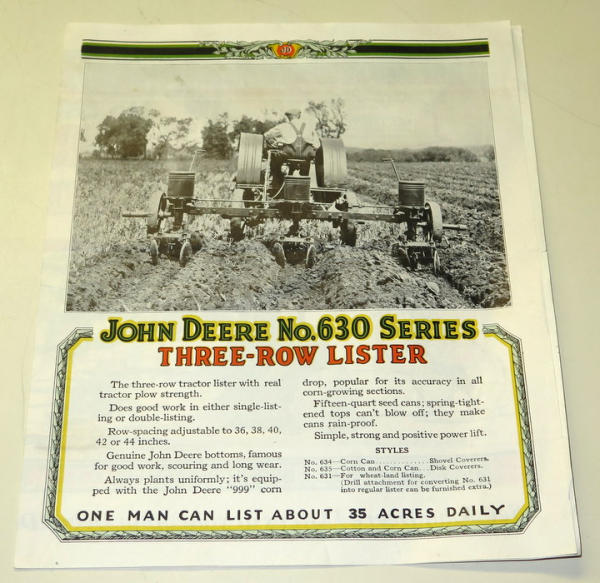 JD
JOHN DEERE No. 630 SERIES
THREE-ROW LISTER
The three-row tractor lister with real
tractor plow strength.
Does good work in either single-list-
ing or double-listing.
Row-spacing adjustable to 36, 38, 40,
42 or 44 inches.
Genuine John Deere bottoms, famous
for good work, scouring and long wear.
Always plants uniformly; it's equip-
ped with the John Deere "999" corn
drop, popular for its accuracy in all
corn-growing sections.
Fifteen-quart seed cans; spring-tight-
ened tops can't blow off; they make
cans rain-proof.
Simple, strong and positive power lift.
STYLES
No. 634—Corn Can.............Shovel Coverers.
No. 635—Cotton and Corn Can...Disk Coverers.
No. 631—For wheat-land listing.
(Drill attachment for converting No. 631
into regular lister can be furnished extra.)
ONE MAN CAN LIST ABOUT 35 ACRES DAILY